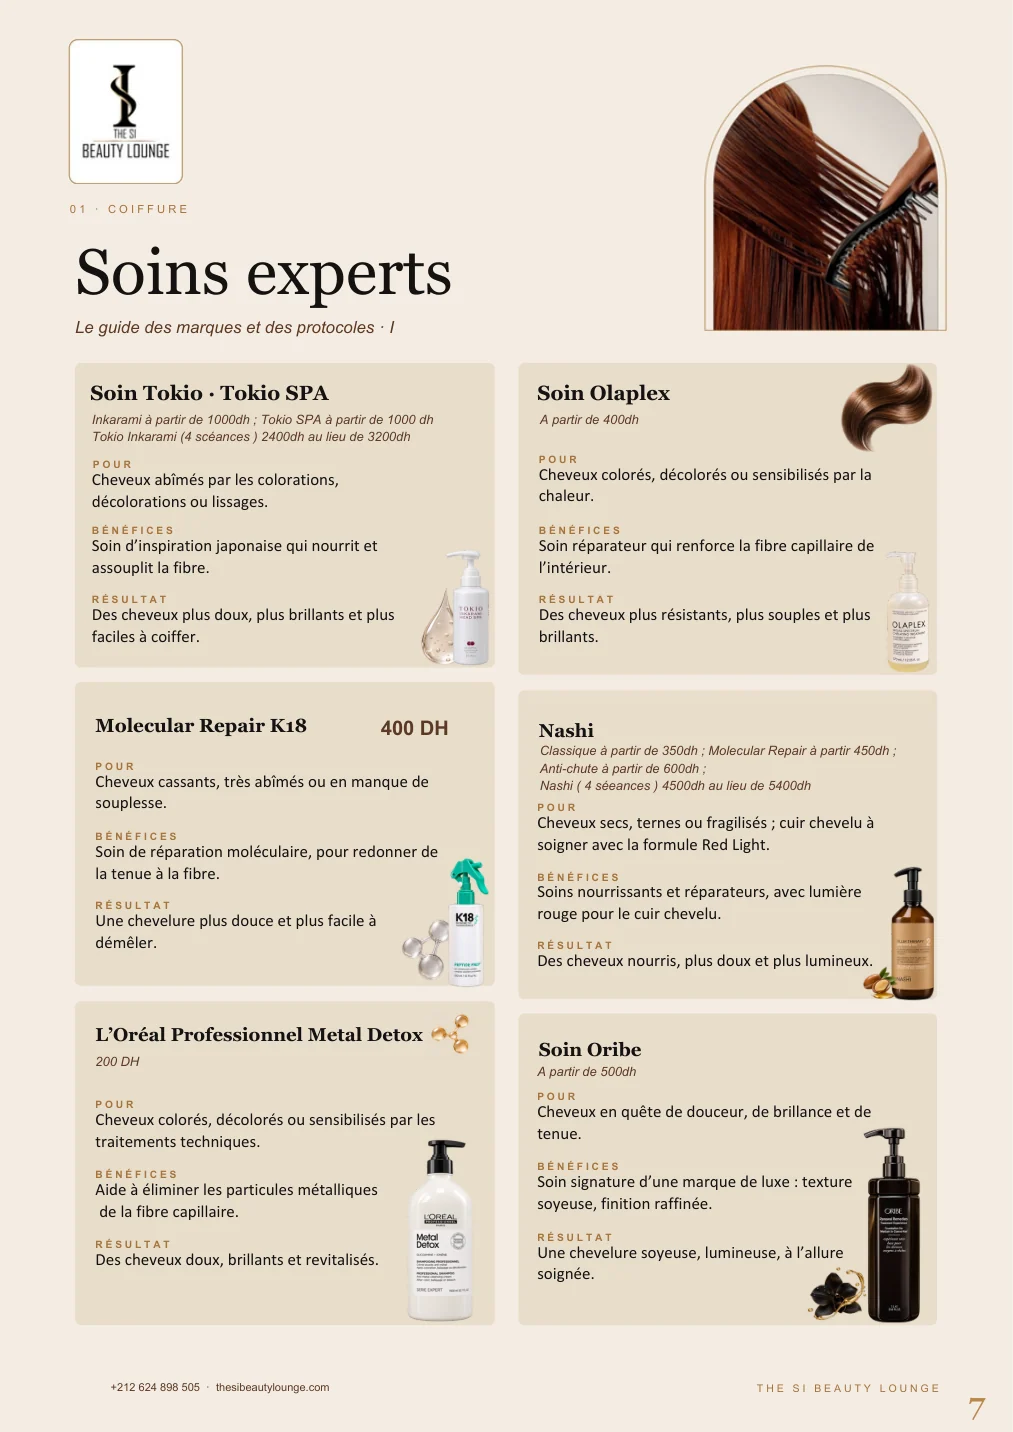 THE SI
BEAUTY LOUNGE
01 · COIFFURE
Soins experts
Le guide des marques et des protocoles · I
Soin Tokio · Tokio SPA
Inkarami à partir de 1000dh ; Tokio SPA à partir de 1000 dh
Tokio Inkarami (4 scéances ) 2400dh au lieu de 3200dh
POUR
Cheveux abîmés par les colorations,
décolorations ou lissages.
BÉNÉFICES
Soin d’inspiration japonaise qui nourrit et
assouplit la fibre.
RÉSULTAT
Des cheveux plus doux, plus brillants et plus
faciles à coiffer.
TOKIO
Soin Olaplex
A partir de 400dh
POUR
Cheveux colorés, décolorés ou sensibilisés par la
chaleur.
BÉNÉFICES
Soin réparateur qui renforce la fibre capillaire de
l’intérieur.
RÉSULTAT
Des cheveux plus résistants, plus souples et plus
brillants.
OLAPLEX
Molecular Repair K18
400 DH
POUR
Cheveux cassants, très abîmés ou en manque de
souplesse.
BÉNÉFICES
Soin de réparation moléculaire, pour redonner de
la tenue à la fibre.
RÉSULTAT
Une chevelure plus douce et plus facile à
démêler.
K18
Nashi
Classique à partir de 350dh ; Molecular Repair à partir 450dh ;
Anti-chute à partir de 600dh ;
Nashi ( 4 séeances ) 4500dh au lieu de 5400dh
POUR
Cheveux secs, ternes ou fragilisés ; cuir chevelu à
soigner avec la formule Red Light.
BÉNÉFICES
Soins nourrissants et réparateurs, avec lumière
rouge pour le cuir chevelu.
RÉSULTAT
Des cheveux nourris, plus doux et plus lumineux.
NASHI
L’Oréal Professionnel Metal Detox
200 DH
POUR
Cheveux colorés, décolorés ou sensibilisés par les
traitements techniques.
BÉNÉFICES
Aide à éliminer les particules métalliques
de la fibre capillaire.
RÉSULTAT
Des cheveux doux, brillants et revitalisés.
L'ORÉAL
PROFESSIONNEL
PARIS
Metal
Detox
SERIE EXPERT
Soin Oribe
A partir de 500dh
POUR
Cheveux en quête de douceur, de brillance et de
tenue.
BÉNÉFICES
Soin signature d’une marque de luxe : texture
soyeuse, finition raffinée.
RÉSULTAT
Une chevelure soyeuse, lumineuse, à l’allure
soignée.
ORIBE
+212 624 898 505 · thesibeautylounge.com
THE SI BEAUTY LOUNGE
7